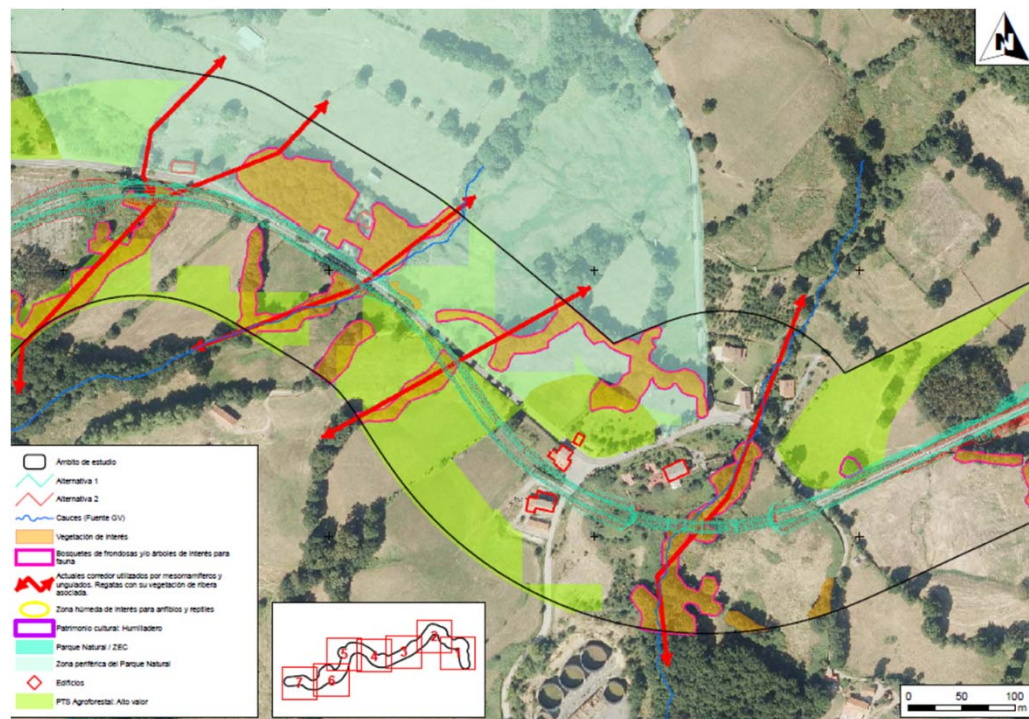 N
Ámbito de estudio
Alternativa 1
Alternativa 2
Cauces (Fuente GV)
Vegetación de interés
Bosquetes de frondosas y/o árboles de interés para
fauna
Actuales corredor utilizados por mesomamíferos y
ungulados. Regatas con su vegetación de ribera
asociada.
Zona húmeda de interés para anfibios y reptiles
Patrimonio cultural: Humilladero
Parque Natural / ZEC
Zona periférica del Parque Natural
Edificios
PTS Agroforestal: Alto valor
1
2
3
4
5
6
7
0 50 100
m